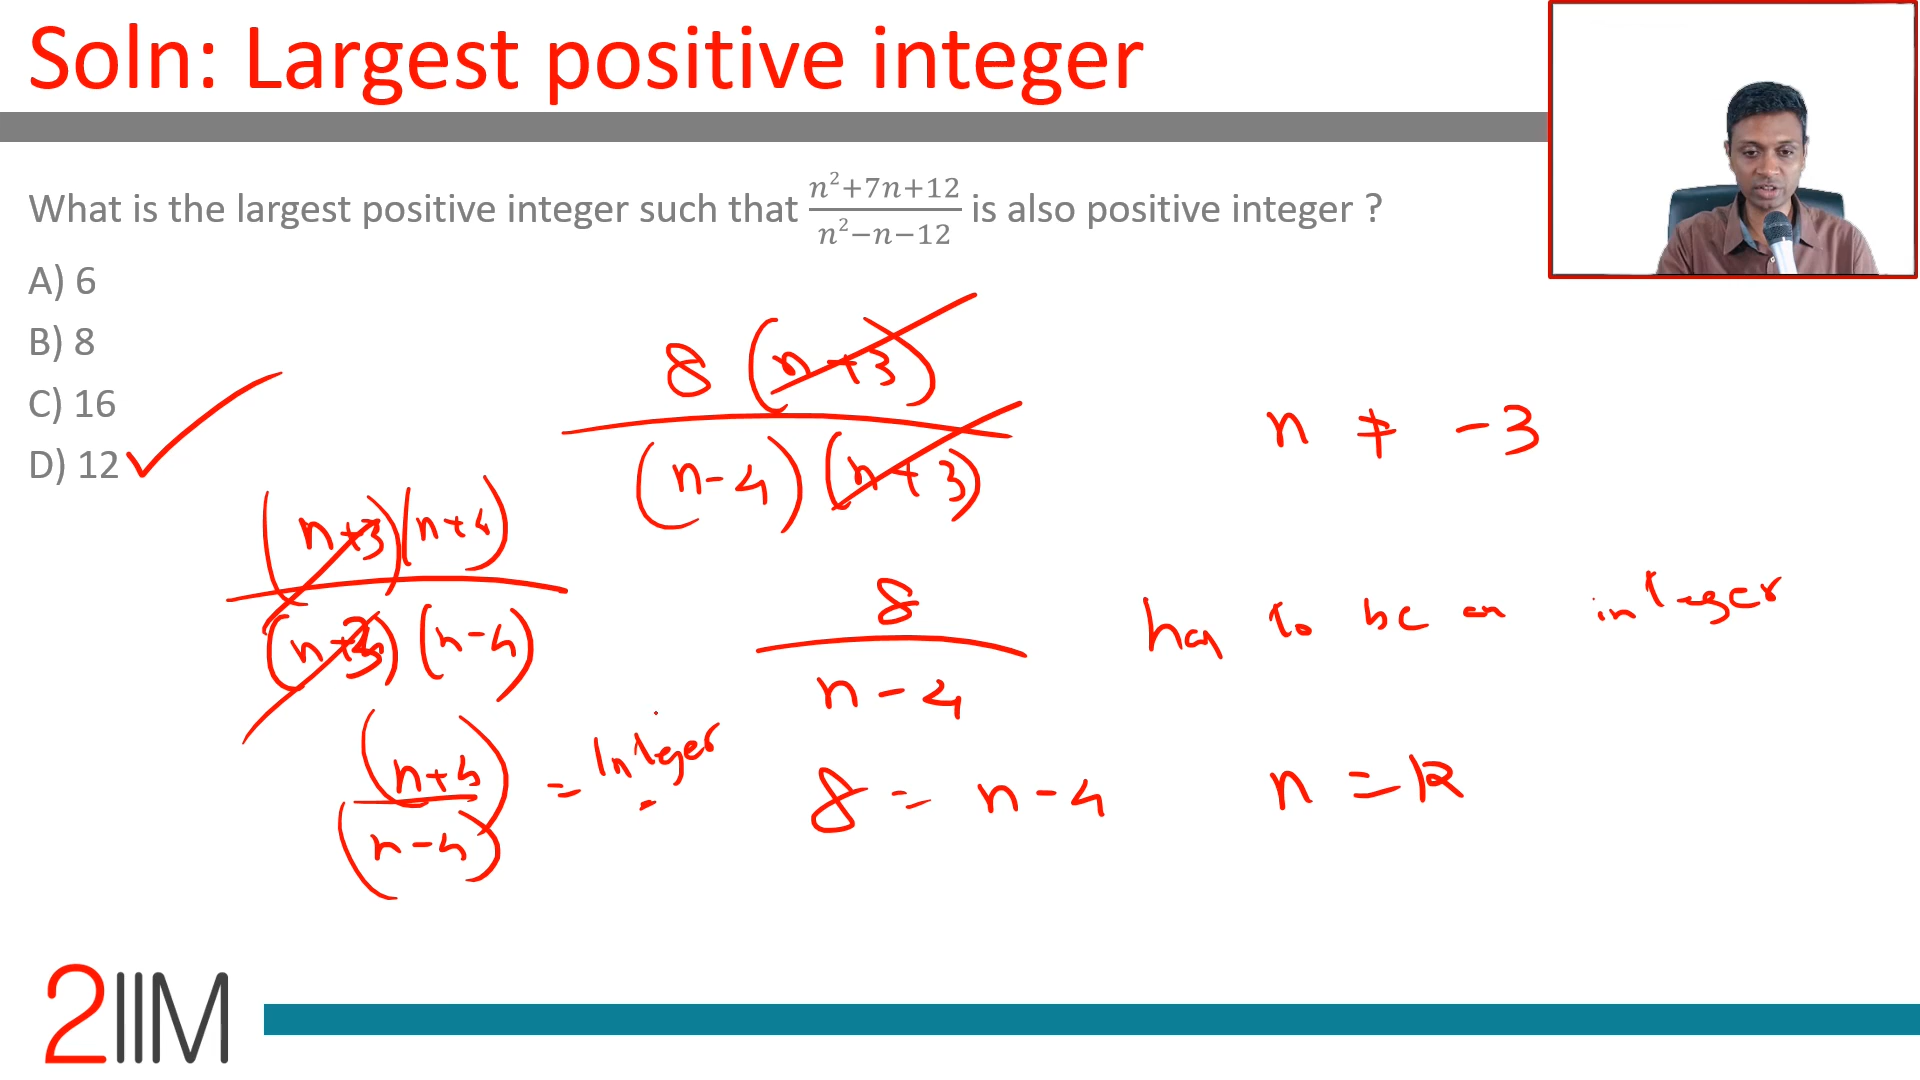 Soln: Largest positive integer
What is the largest positive integer such that (n²+7n+12)/(n²−n−12) is also positive integer ?
A) 6
B) 8
C) 16
D) 12
8 (n+3)
(n-4) (n+3)
n ≠ -3
(n+3)(n+4)
(n+3) (n-4)
8
n-4
has to be an integer
(n+4)
(n-4)
= Integer
8 = n-4
n = 12
2IIM